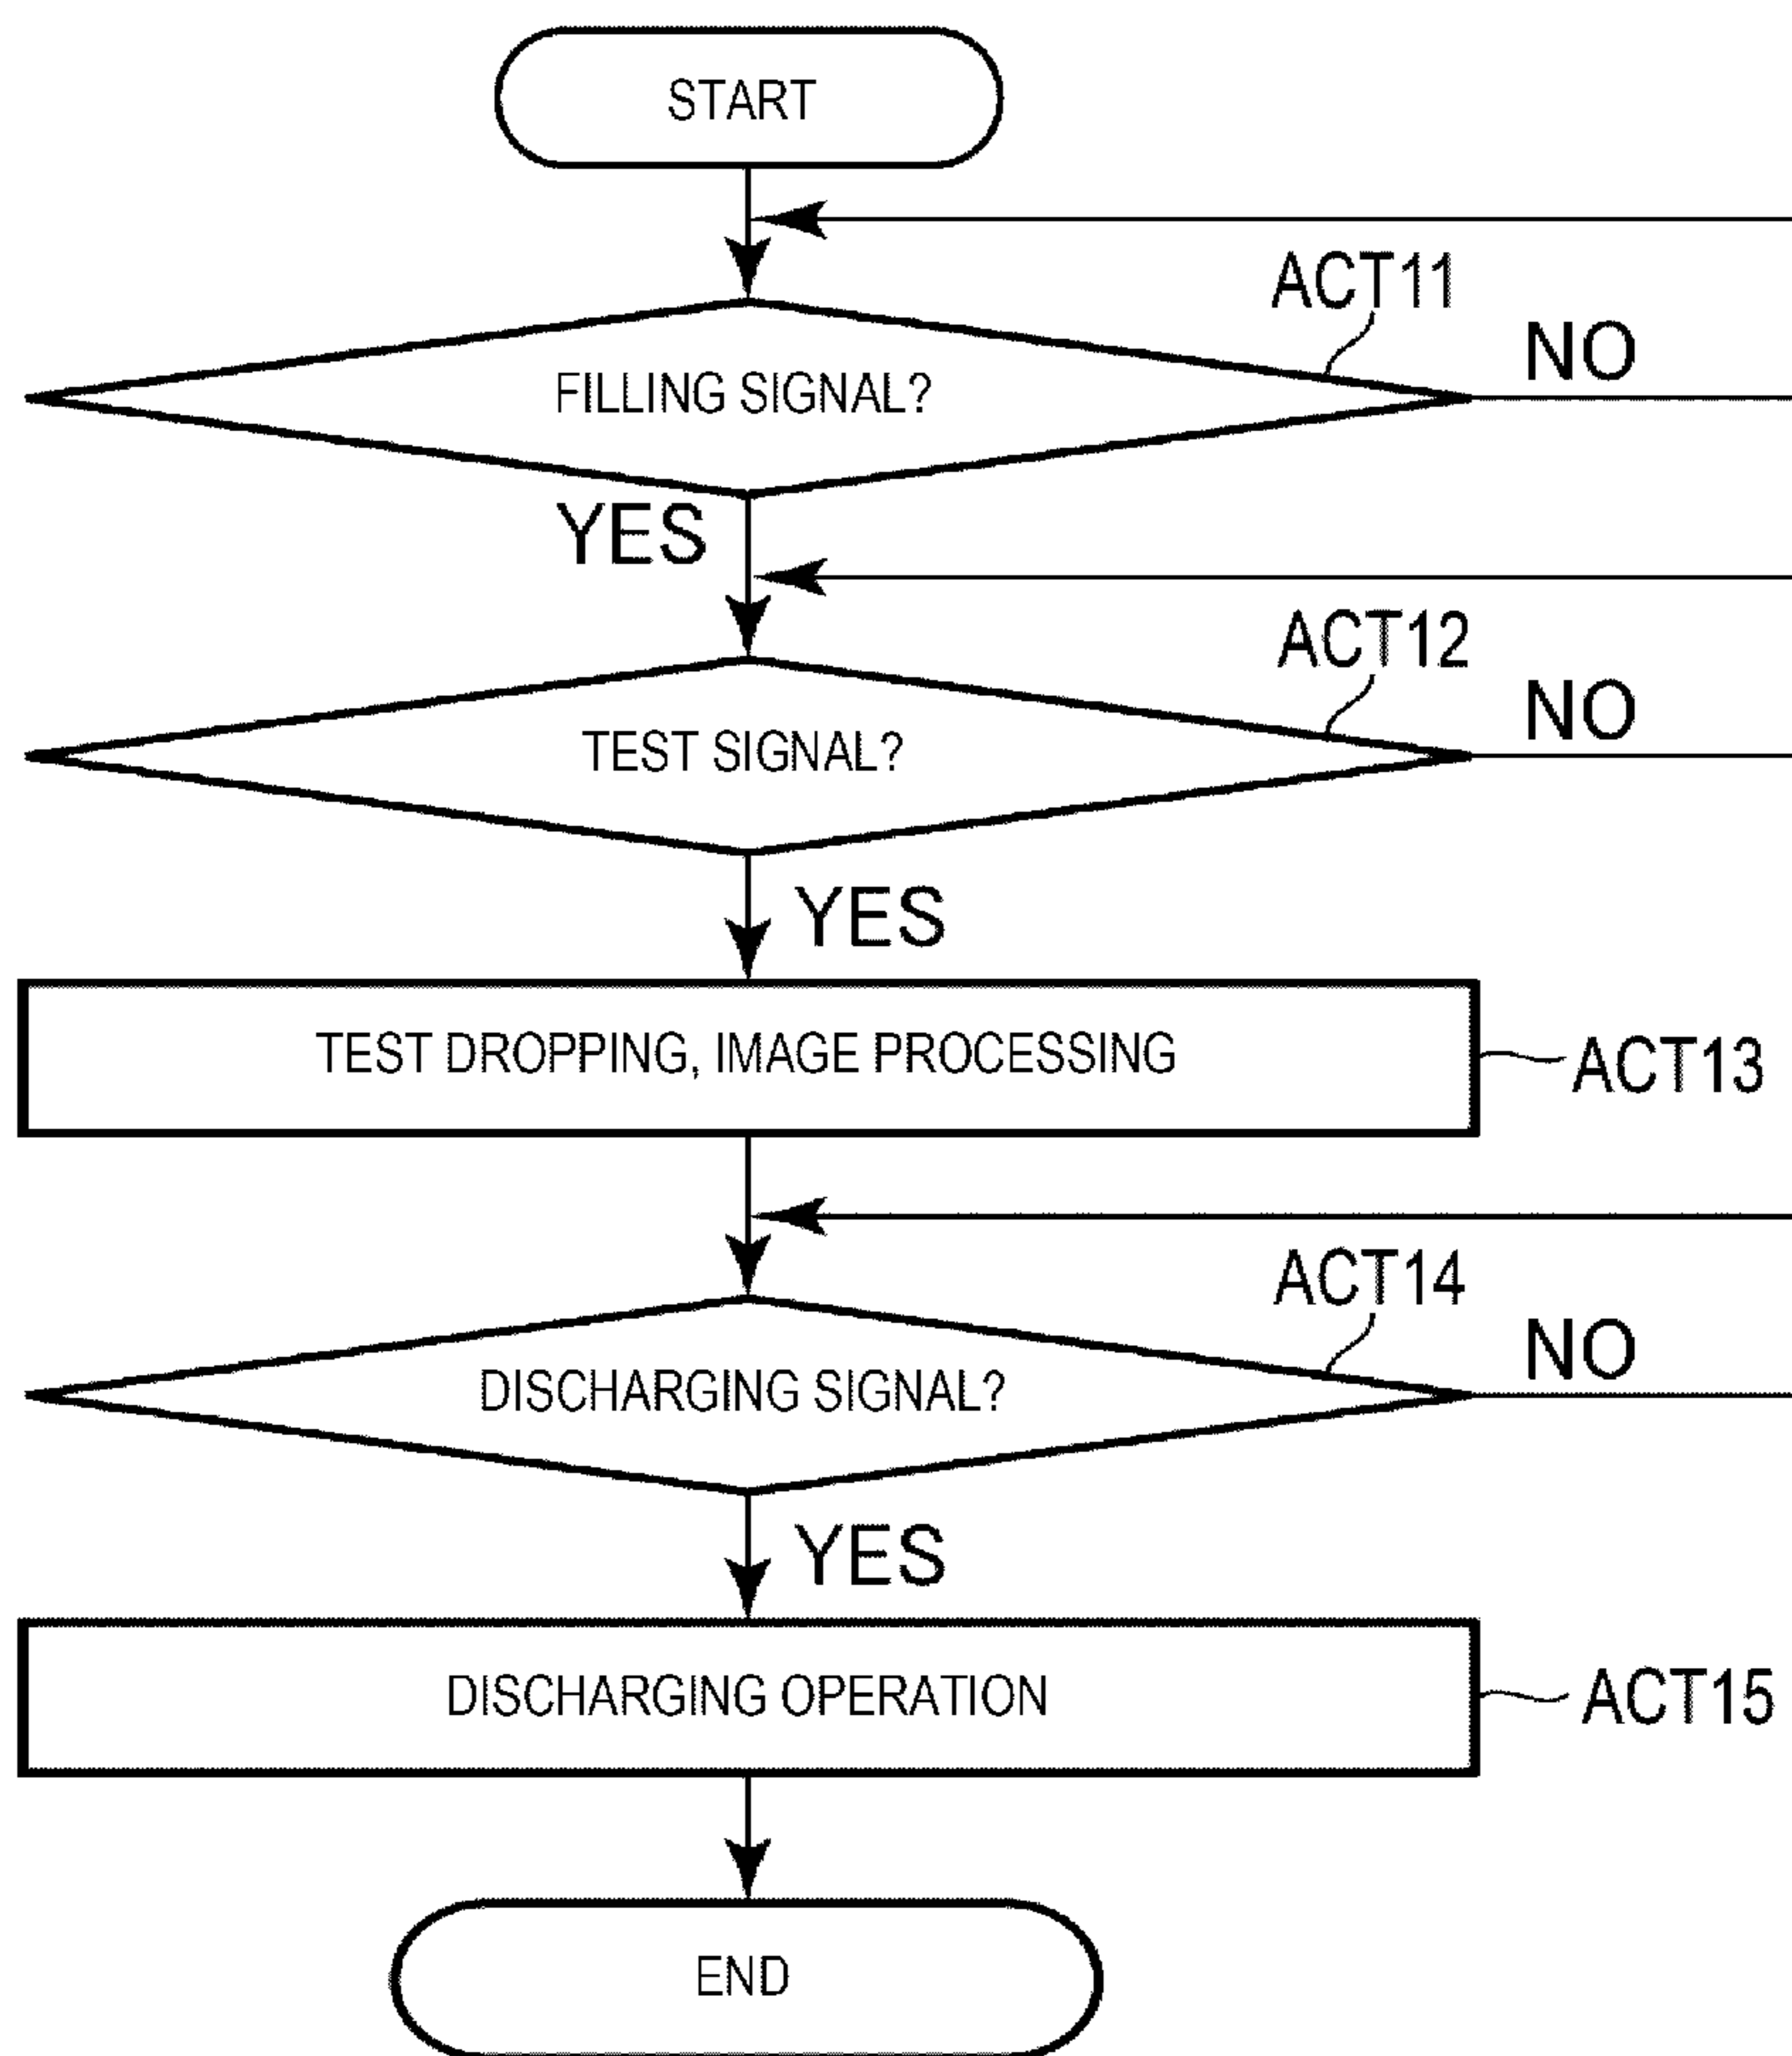 START
ACT11
FILLING SIGNAL?
NO
YES
ACT12
TEST SIGNAL?
NO
YES
TEST DROPPING, IMAGE PROCESSING
ACT13
ACT14
DISCHARGING SIGNAL?
NO
YES
DISCHARGING OPERATION
ACT15
END